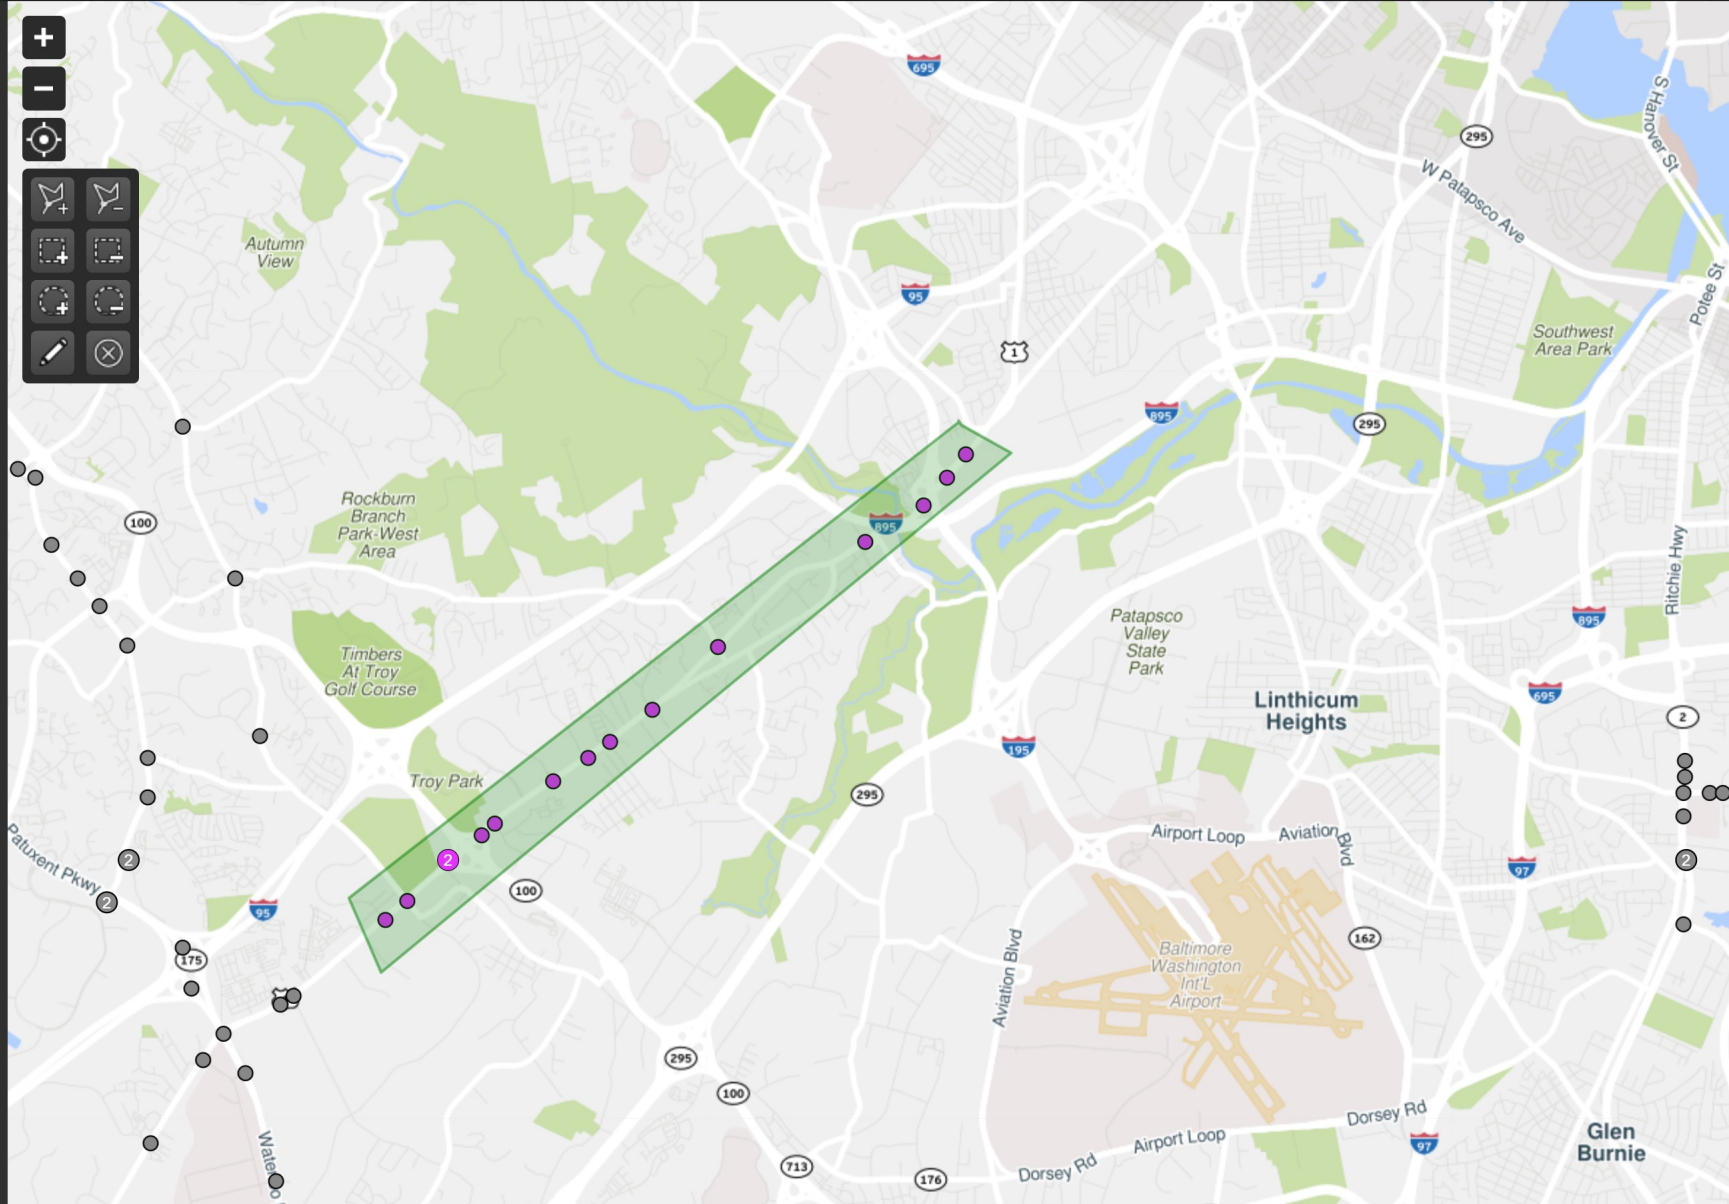 +
−
695
295
S Hanover St
W Patapsco Ave
Autumn
View
95
Potee St
Southwest
Area Park
1
895
295
Rockburn
Branch
Park-West
Area
100
895
Ritchie Hwy
895
Patapsco
Valley
State
Park
Timbers
At Troy
Golf Course
Linthicum
Heights
695
2
195
Troy Park
295
Airport Loop
Aviation Blvd
Patuxent Pkwy
2
2
2
97
100
2
95
175
162
Aviation Blvd
Baltimore
Washington
Int'L
Airport
295
100
Dorsey Rd
Airport Loop
97
Glen
Burnie
713
176
Dorsey Rd